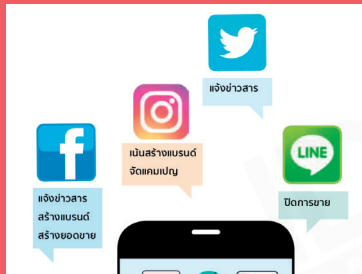 แจ้งข่าวสาร
เน้นสร้างแบรนด์
จัดแคมเปญ
LINE
ปิดการขาย
แจ้งข่าวสาร
สร้างแบรนด์
สร้างยอดขาย